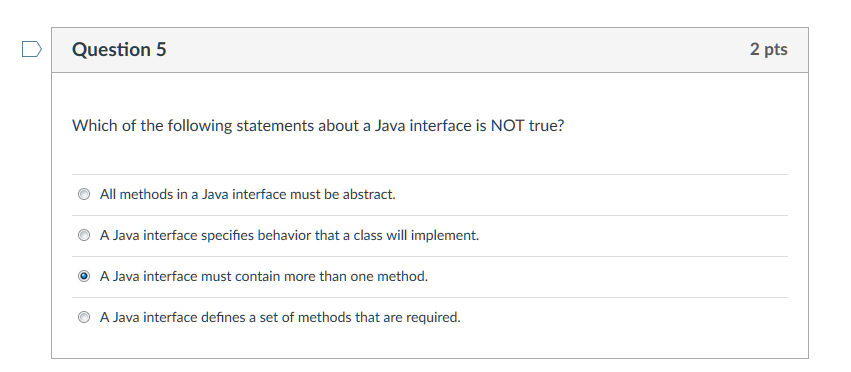 Question 5
2 pts
Which of the following statements about a Java interface is NOT true?
All methods in a Java interface must be abstract.
A Java interface specifies behavior that a class will implement.
A Java interface must contain more than one method.
A Java interface defines a set of methods that are required.